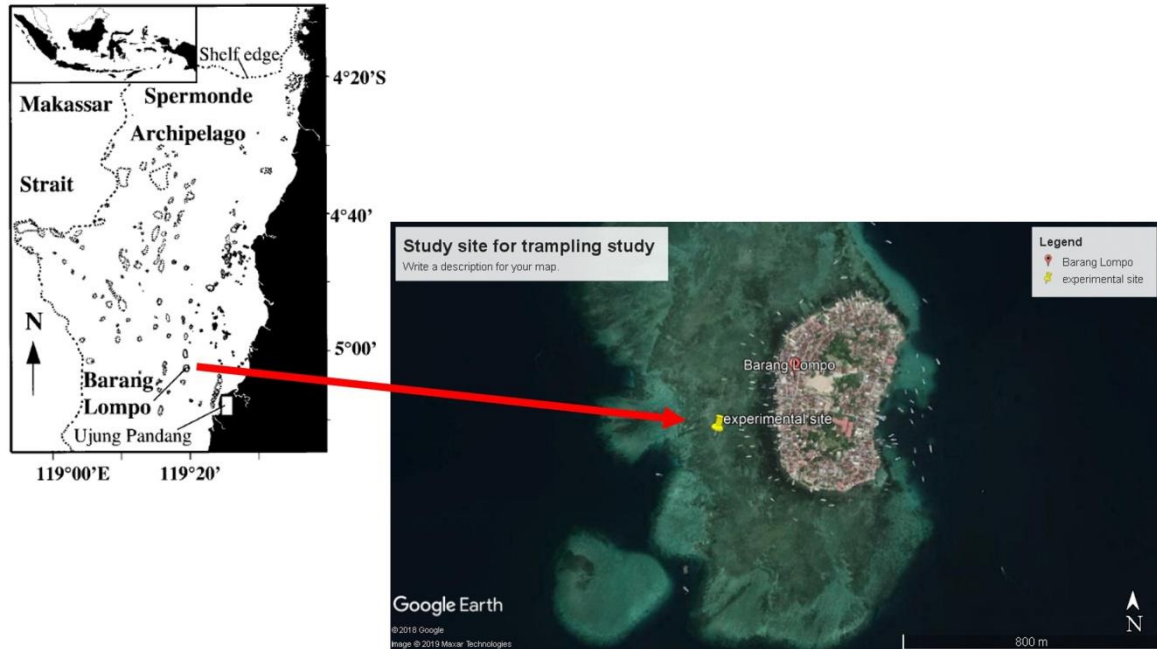 Shelf edge
4°20'S
Makassar
Spermonde
Archipelago
Strait
4°40'
N
5°00'
Barang
Lompo
Ujung Pandang
119°00'E
119°20'
Study site for trampling study
Write a description for your map.
Legend
Barang Lompo
experimental site
Barang Lompo
experimental site
Google Earth
© 2018 Google
Image © 2019 Maxar Technologies
N
800 m